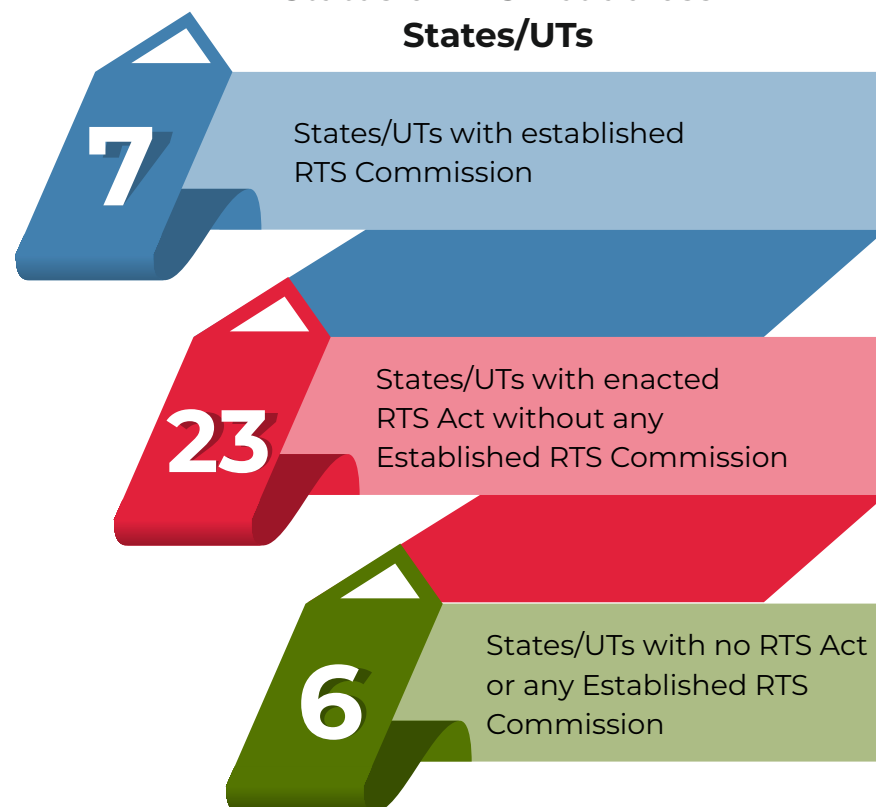 States/UTs
7
States/UTs with established
RTS Commission
23
States/UTs with enacted
RTS Act without any
Established RTS Commission
6
States/UTs with no RTS Act
or any Established RTS
Commission